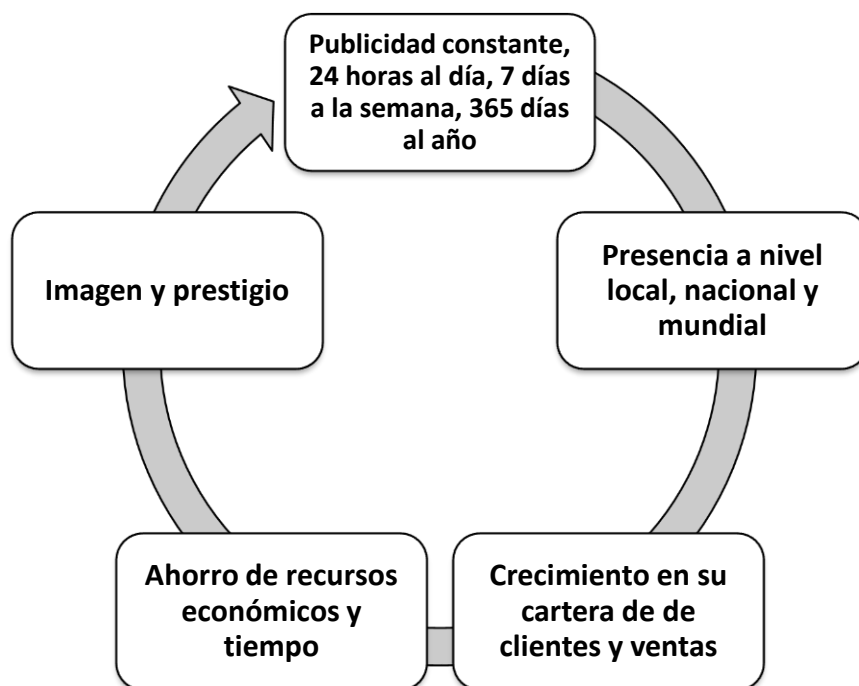 Publicidad constante,
24 horas al día, 7 días
a la semana, 365 días
al año
Presencia a nivel
local, nacional y
mundial
Crecimiento en su
cartera de de
clientes y ventas
Ahorro de recursos
económicos y
tiempo
Imagen y prestigio